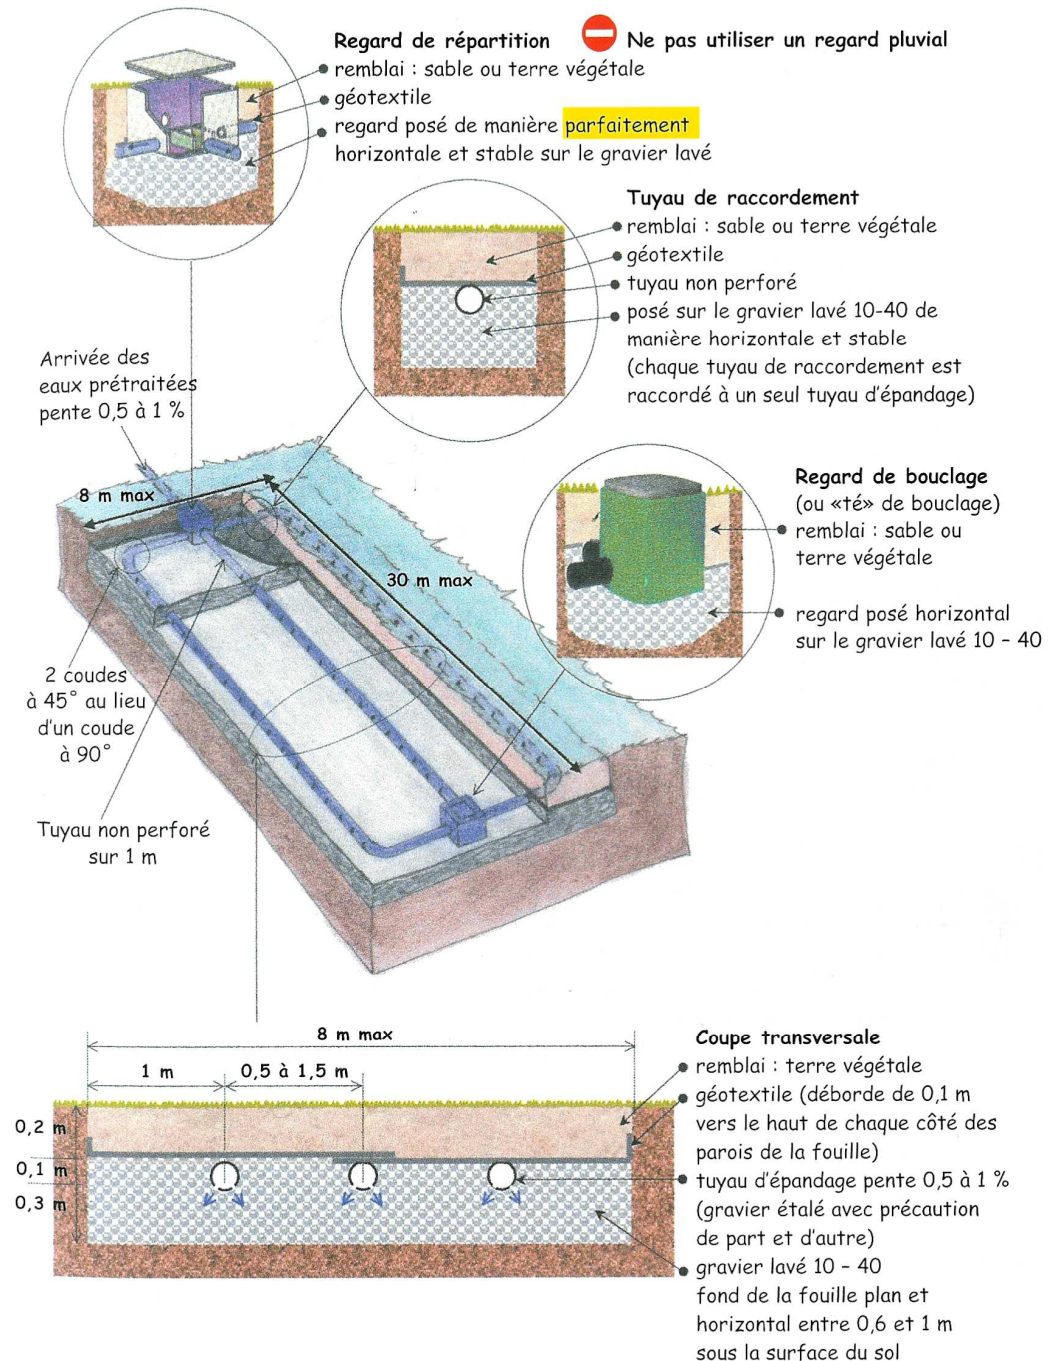 Regard de répartition
Ne pas utiliser un regard pluvial
remblai : sable ou terre végétale
géotextile
regard posé de manière parfaitement
horizontale et stable sur le gravier lavé
Tuyau de raccordement
remblai : sable ou terre végétale
géotextile
tuyau non perforé
posé sur le gravier lavé 10-40 de
manière horizontale et stable
(chaque tuyau de raccordement est
raccordé à un seul tuyau d'épandage)
Arrivée des
eaux prétraitées
pente 0,5 à 1 %
8 m max
30 m max
Regard de bouclage
(ou «té» de bouclage)
remblai : sable ou
terre végétale
regard posé horizontal
sur le gravier lavé 10 - 40
2 coudes
à 45° au lieu
d'un coude
à 90°
Tuyau non perforé
sur 1 m
8 m max
1 m
0,5 à 1,5 m
0,2 m
0,1 m
0,3 m
Coupe transversale
remblai : terre végétale
géotextile (déborde de 0,1 m
vers le haut de chaque côté des
parois de la fouille)
tuyau d'épandage pente 0,5 à 1 %
(gravier étalé avec précaution
de part et d'autre)
gravier lavé 10 - 40
fond de la fouille plan et
horizontal entre 0,6 et 1 m
sous la surface du sol